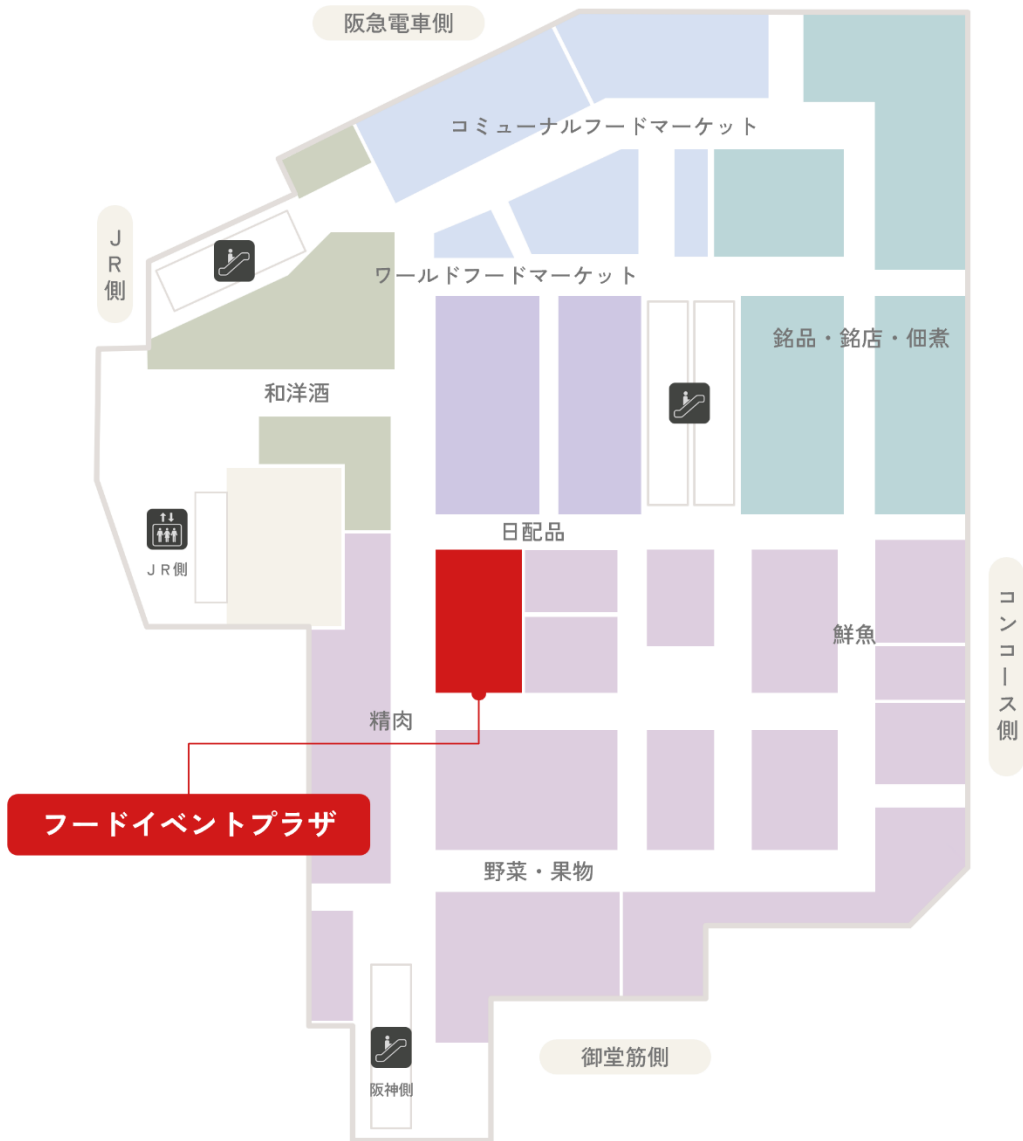 阪急電車側
コミューナルフードマーケット
JR側
ワールドフードマーケット
銘品・銘店・佃煮
和洋酒
日配品
JR側
コンコース側
鮮魚
精肉
フードイベントプラザ
野菜・果物
御堂筋側
阪神側